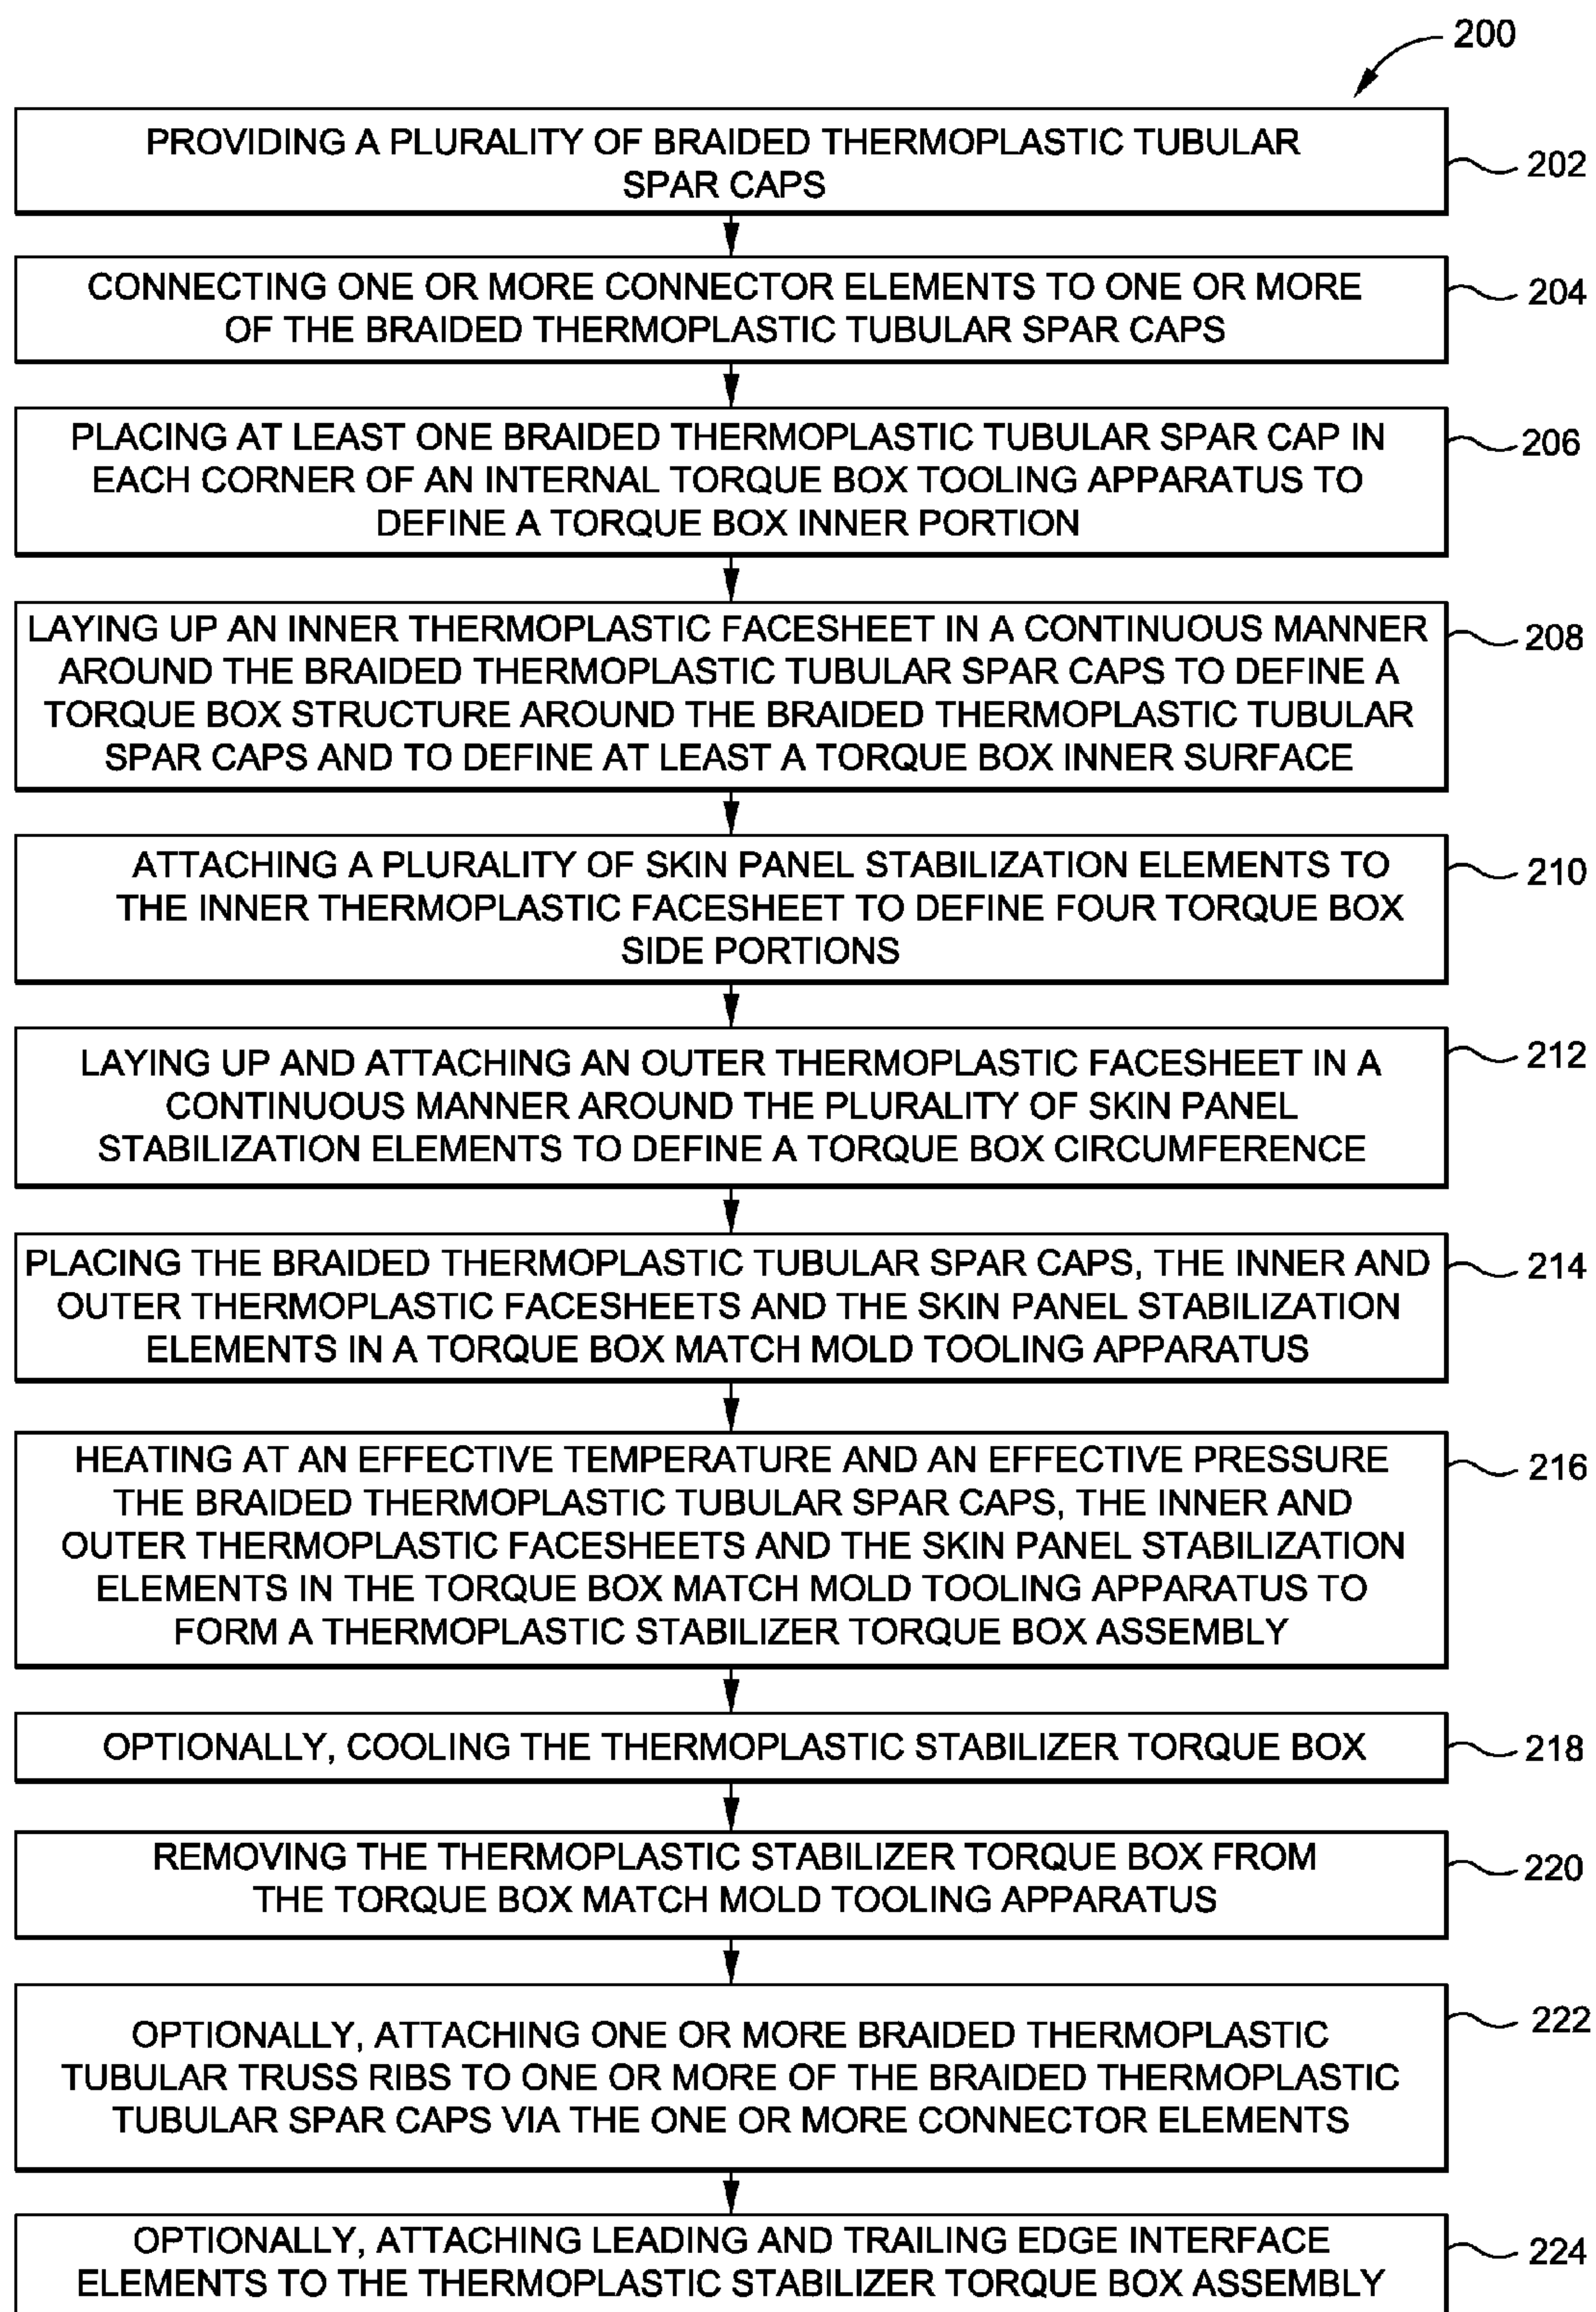 200
PROVIDING A PLURALITY OF BRAIDED THERMOPLASTIC TUBULAR
SPAR CAPS
202
CONNECTING ONE OR MORE CONNECTOR ELEMENTS TO ONE OR MORE
OF THE BRAIDED THERMOPLASTIC TUBULAR SPAR CAPS
204
PLACING AT LEAST ONE BRAIDED THERMOPLASTIC TUBULAR SPAR CAP IN
EACH CORNER OF AN INTERNAL TORQUE BOX TOOLING APPARATUS TO
DEFINE A TORQUE BOX INNER PORTION
206
LAYING UP AN INNER THERMOPLASTIC FACESHEET IN A CONTINUOUS MANNER
AROUND THE BRAIDED THERMOPLASTIC TUBULAR SPAR CAPS TO DEFINE A
TORQUE BOX STRUCTURE AROUND THE BRAIDED THERMOPLASTIC TUBULAR
SPAR CAPS AND TO DEFINE AT LEAST A TORQUE BOX INNER SURFACE
208
ATTACHING A PLURALITY OF SKIN PANEL STABILIZATION ELEMENTS TO
THE INNER THERMOPLASTIC FACESHEET TO DEFINE FOUR TORQUE BOX
SIDE PORTIONS
210
LAYING UP AND ATTACHING AN OUTER THERMOPLASTIC FACESHEET IN A
CONTINUOUS MANNER AROUND THE PLURALITY OF SKIN PANEL
STABILIZATION ELEMENTS TO DEFINE A TORQUE BOX CIRCUMFERENCE
212
PLACING THE BRAIDED THERMOPLASTIC TUBULAR SPAR CAPS, THE INNER AND
OUTER THERMOPLASTIC FACESHEETS AND THE SKIN PANEL STABILIZATION
ELEMENTS IN A TORQUE BOX MATCH MOLD TOOLING APPARATUS
214
HEATING AT AN EFFECTIVE TEMPERATURE AND AN EFFECTIVE PRESSURE
THE BRAIDED THERMOPLASTIC TUBULAR SPAR CAPS, THE INNER AND
OUTER THERMOPLASTIC FACESHEETS AND THE SKIN PANEL STABILIZATION
ELEMENTS IN THE TORQUE BOX MATCH MOLD TOOLING APPARATUS TO
FORM A THERMOPLASTIC STABILIZER TORQUE BOX ASSEMBLY
216
OPTIONALLY, COOLING THE THERMOPLASTIC STABILIZER TORQUE BOX
218
REMOVING THE THERMOPLASTIC STABILIZER TORQUE BOX FROM
THE TORQUE BOX MATCH MOLD TOOLING APPARATUS
220
OPTIONALLY, ATTACHING ONE OR MORE BRAIDED THERMOPLASTIC
TUBULAR TRUSS RIBS TO ONE OR MORE OF THE BRAIDED THERMOPLASTIC
TUBULAR SPAR CAPS VIA THE ONE OR MORE CONNECTOR ELEMENTS
222
OPTIONALLY, ATTACHING LEADING AND TRAILING EDGE INTERFACE
ELEMENTS TO THE THERMOPLASTIC STABILIZER TORQUE BOX ASSEMBLY
224